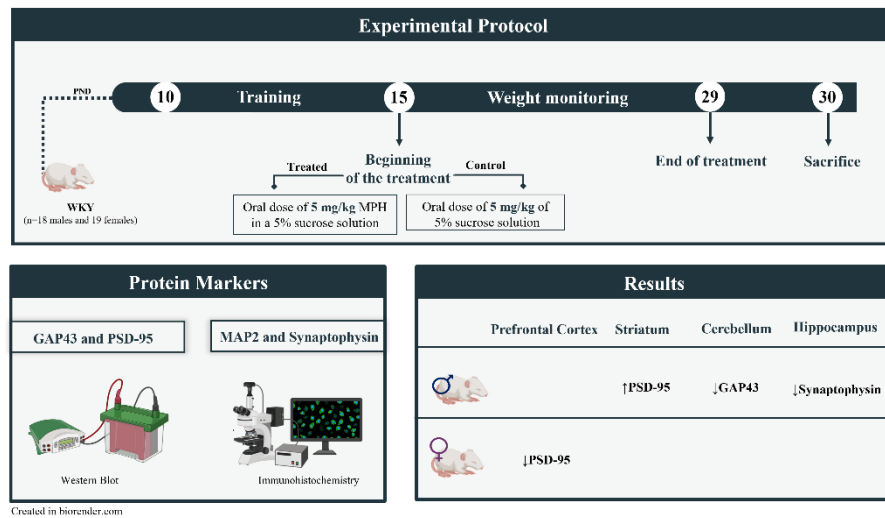 Experimental Protocol
PND
10
Training
15
Weight monitoring
29
30
Treated
Beginning
of the treatment
Control
End of treatment
Sacrifice
WKY
(n=18 males and 19 females)
Oral dose of 5 mg/kg MPH
in a 5% sucrose solution
Oral dose of 5 mg/kg of
5% sucrose solution
Protein Markers
GAP43 and PSD-95
MAP2 and Synaptophysin
Western Blot
Immunohistochemistry
Results
Prefrontal Cortex
Striatum
Cerebellum
Hippocampus
↑PSD-95
↓GAP43
↓Synaptophysin
↓PSD-95
Created in biorender.com